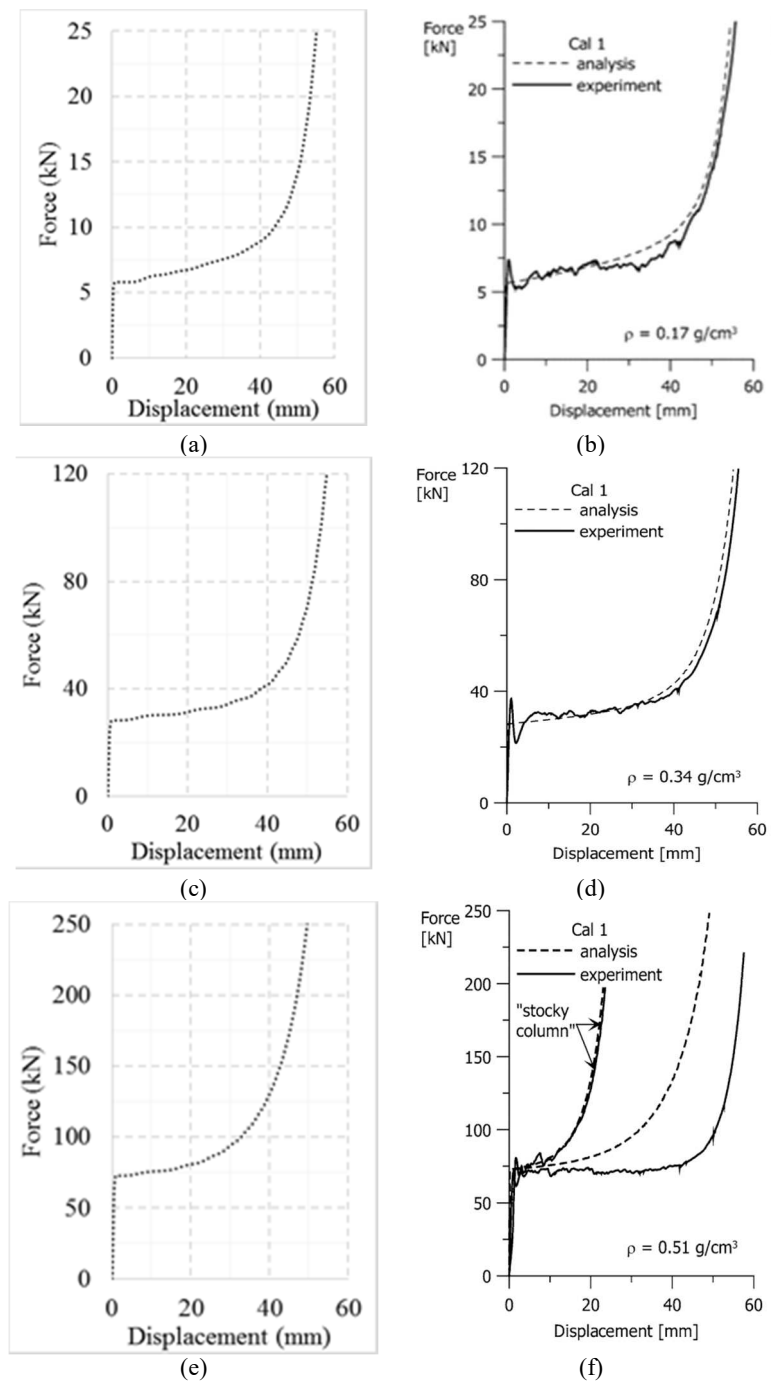 25
20
15
10
5
0
Force (kN)
0 20 40 60
Displacement (mm)
(a)
Force
[kN]
25
20
15
10
5
0
Cal 1
analysis
experiment
ρ = 0.17 g/cm³
0 20 40 60
Displacement [mm]
(b)
120
80
40
0
Force (kN)
0 20 40 60
Displacement (mm)
(c)
Force
[kN]
120
80
40
0
Cal 1
analysis
experiment
ρ = 0.34 g/cm³
0 20 40 60
Displacement [mm]
(d)
250
200
150
100
50
0
Force (kN)
0 20 40 60
Displacement (mm)
(e)
Force
[kN]
250
200
150
100
50
0
Cal 1
analysis
experiment
"stocky
column"
ρ = 0.51 g/cm³
0 20 40 60
Displacement [mm]
(f)